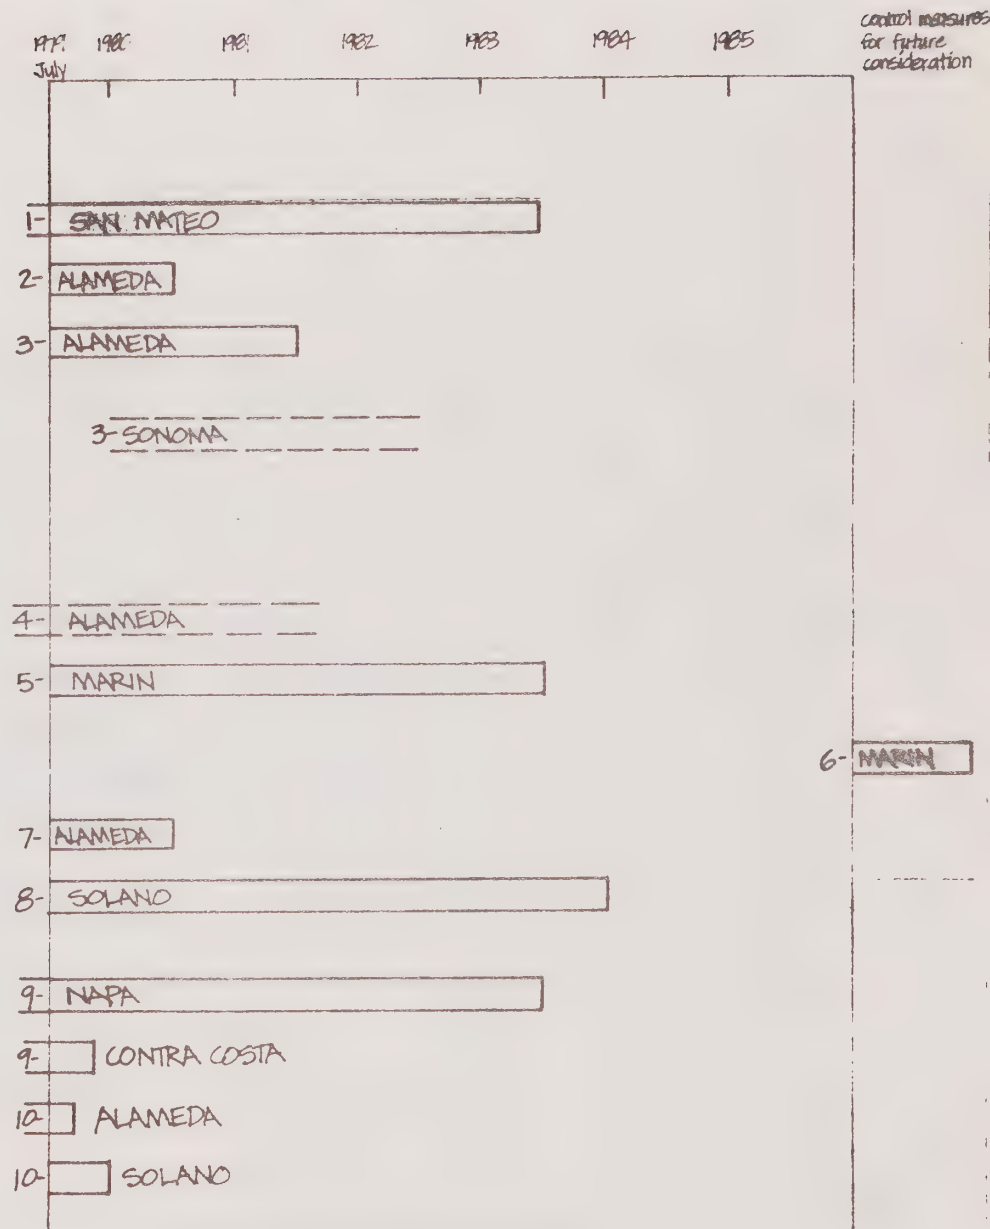 control measures
for future
consideration
1979 1980 1981 1982 1983 1984 1985
July
1- SAN MATEO
2- ALAMEDA
3- ALAMEDA
3- SONOMA
4- ALAMEDA
5- MARIN
6- MARIN
7- ALAMEDA
8- SOLANO
9- NAPA
9- CONTRA COSTA
10- ALAMEDA
10- SOLANO